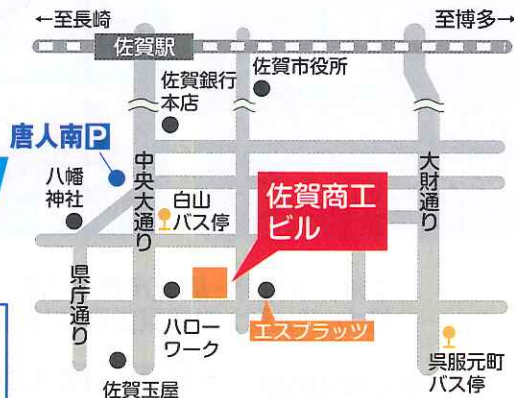 ←至長崎
至博多→
佐賀駅
佐賀銀行
本店
佐賀市役所
唐人南P
八幡
神社
中央大通り
白山
バス停
佐賀商工
ビル
大財通り
県庁通り
ハロー
ワーク
エスプラッツ
佐賀玉屋
呉服元町
バス停